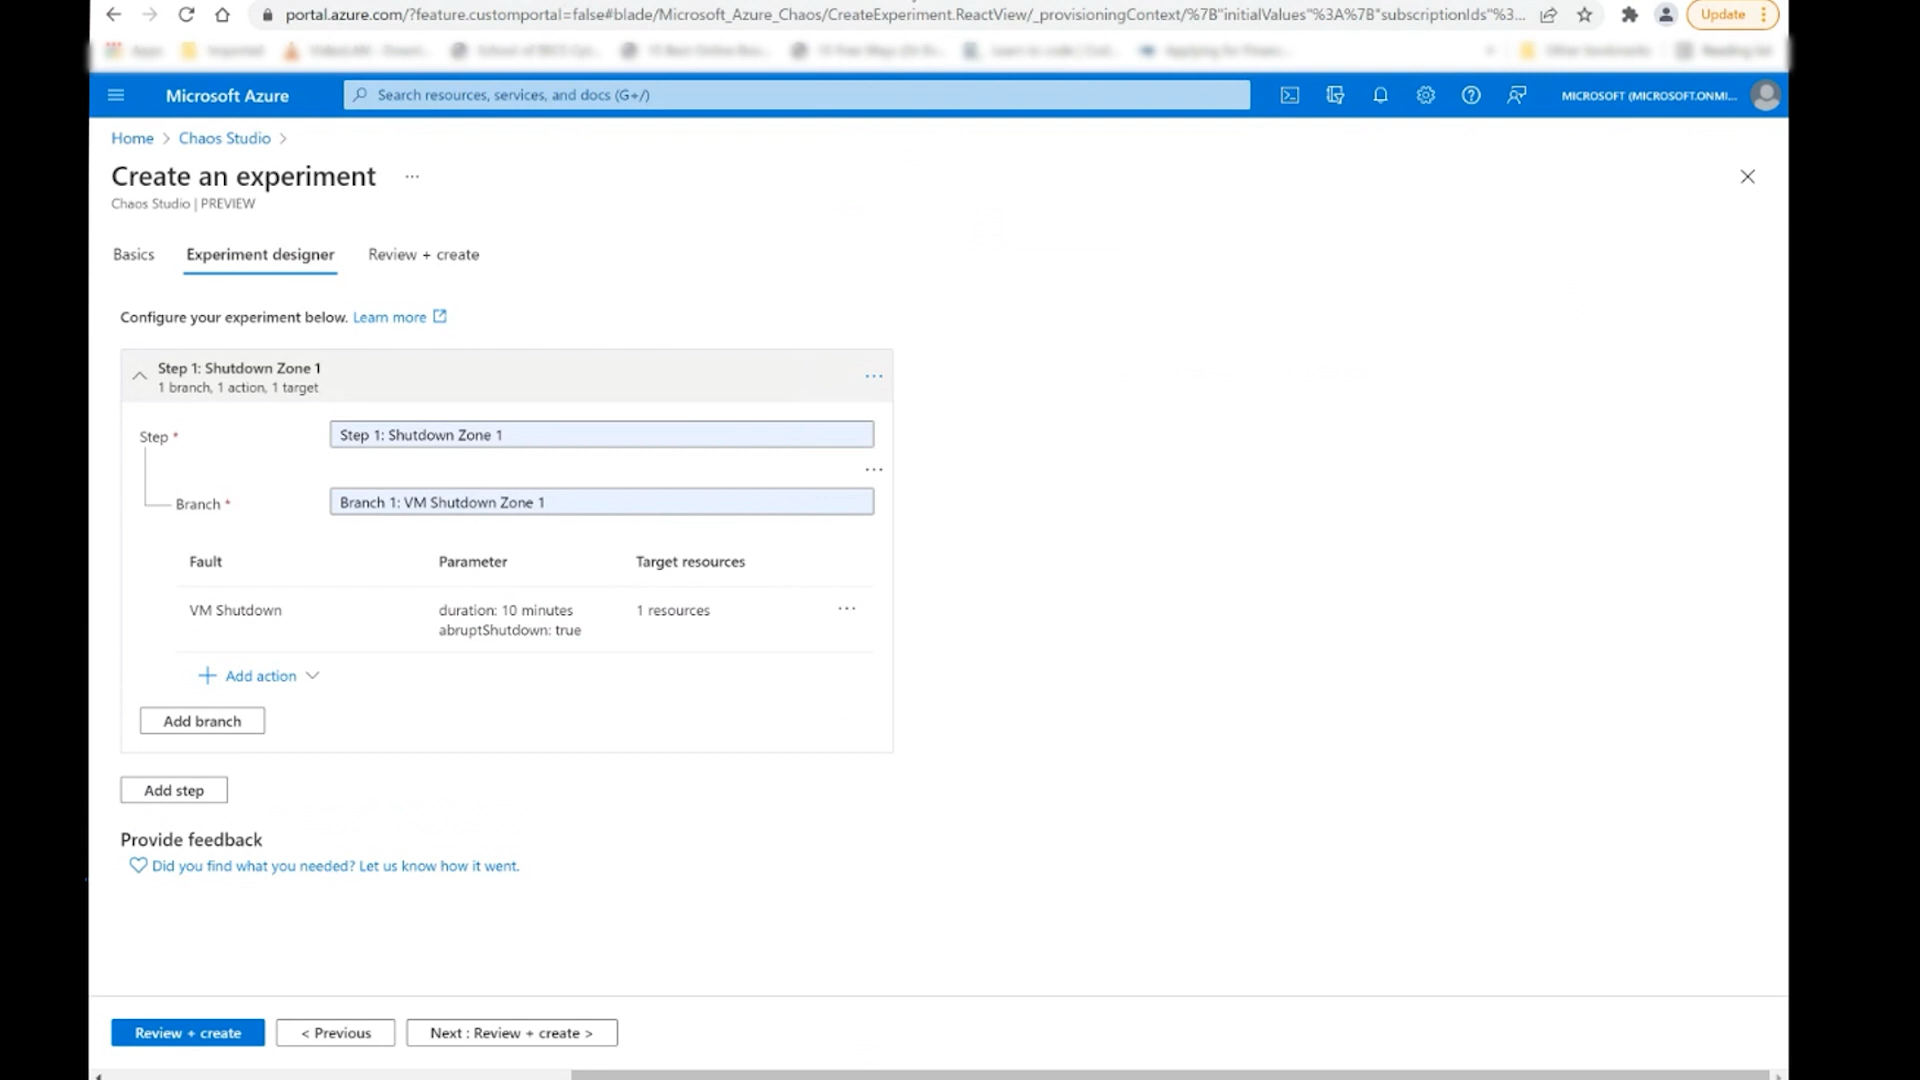 portal.azure.com/?feature.customportal=false#blade/Microsoft_Azure_Chaos/CreateExperiment.ReactView/_provisioningContext/%7B"initialValues"%3A%7B"subscriptionIds"%3...
Update
Microsoft Azure
Search resources, services, and docs (G+/)
MICROSOFT (MICROSOFT.ONMI...
Home > Chaos Studio >
Create an experiment ...
Chaos Studio | PREVIEW
Basics
Experiment designer
Review + create
Configure your experiment below. Learn more
Step 1: Shutdown Zone 1
1 branch, 1 action, 1 target
Step *
Step 1: Shutdown Zone 1
Branch *
Branch 1: VM Shutdown Zone 1
Fault Parameter Target resources
VM Shutdown duration: 10 minutes 1 resources
abruptShutdown: true
+ Add action
Add branch
Add step
Provide feedback
Did you find what you needed? Let us know how it went.
Review + create < Previous Next : Review + create >